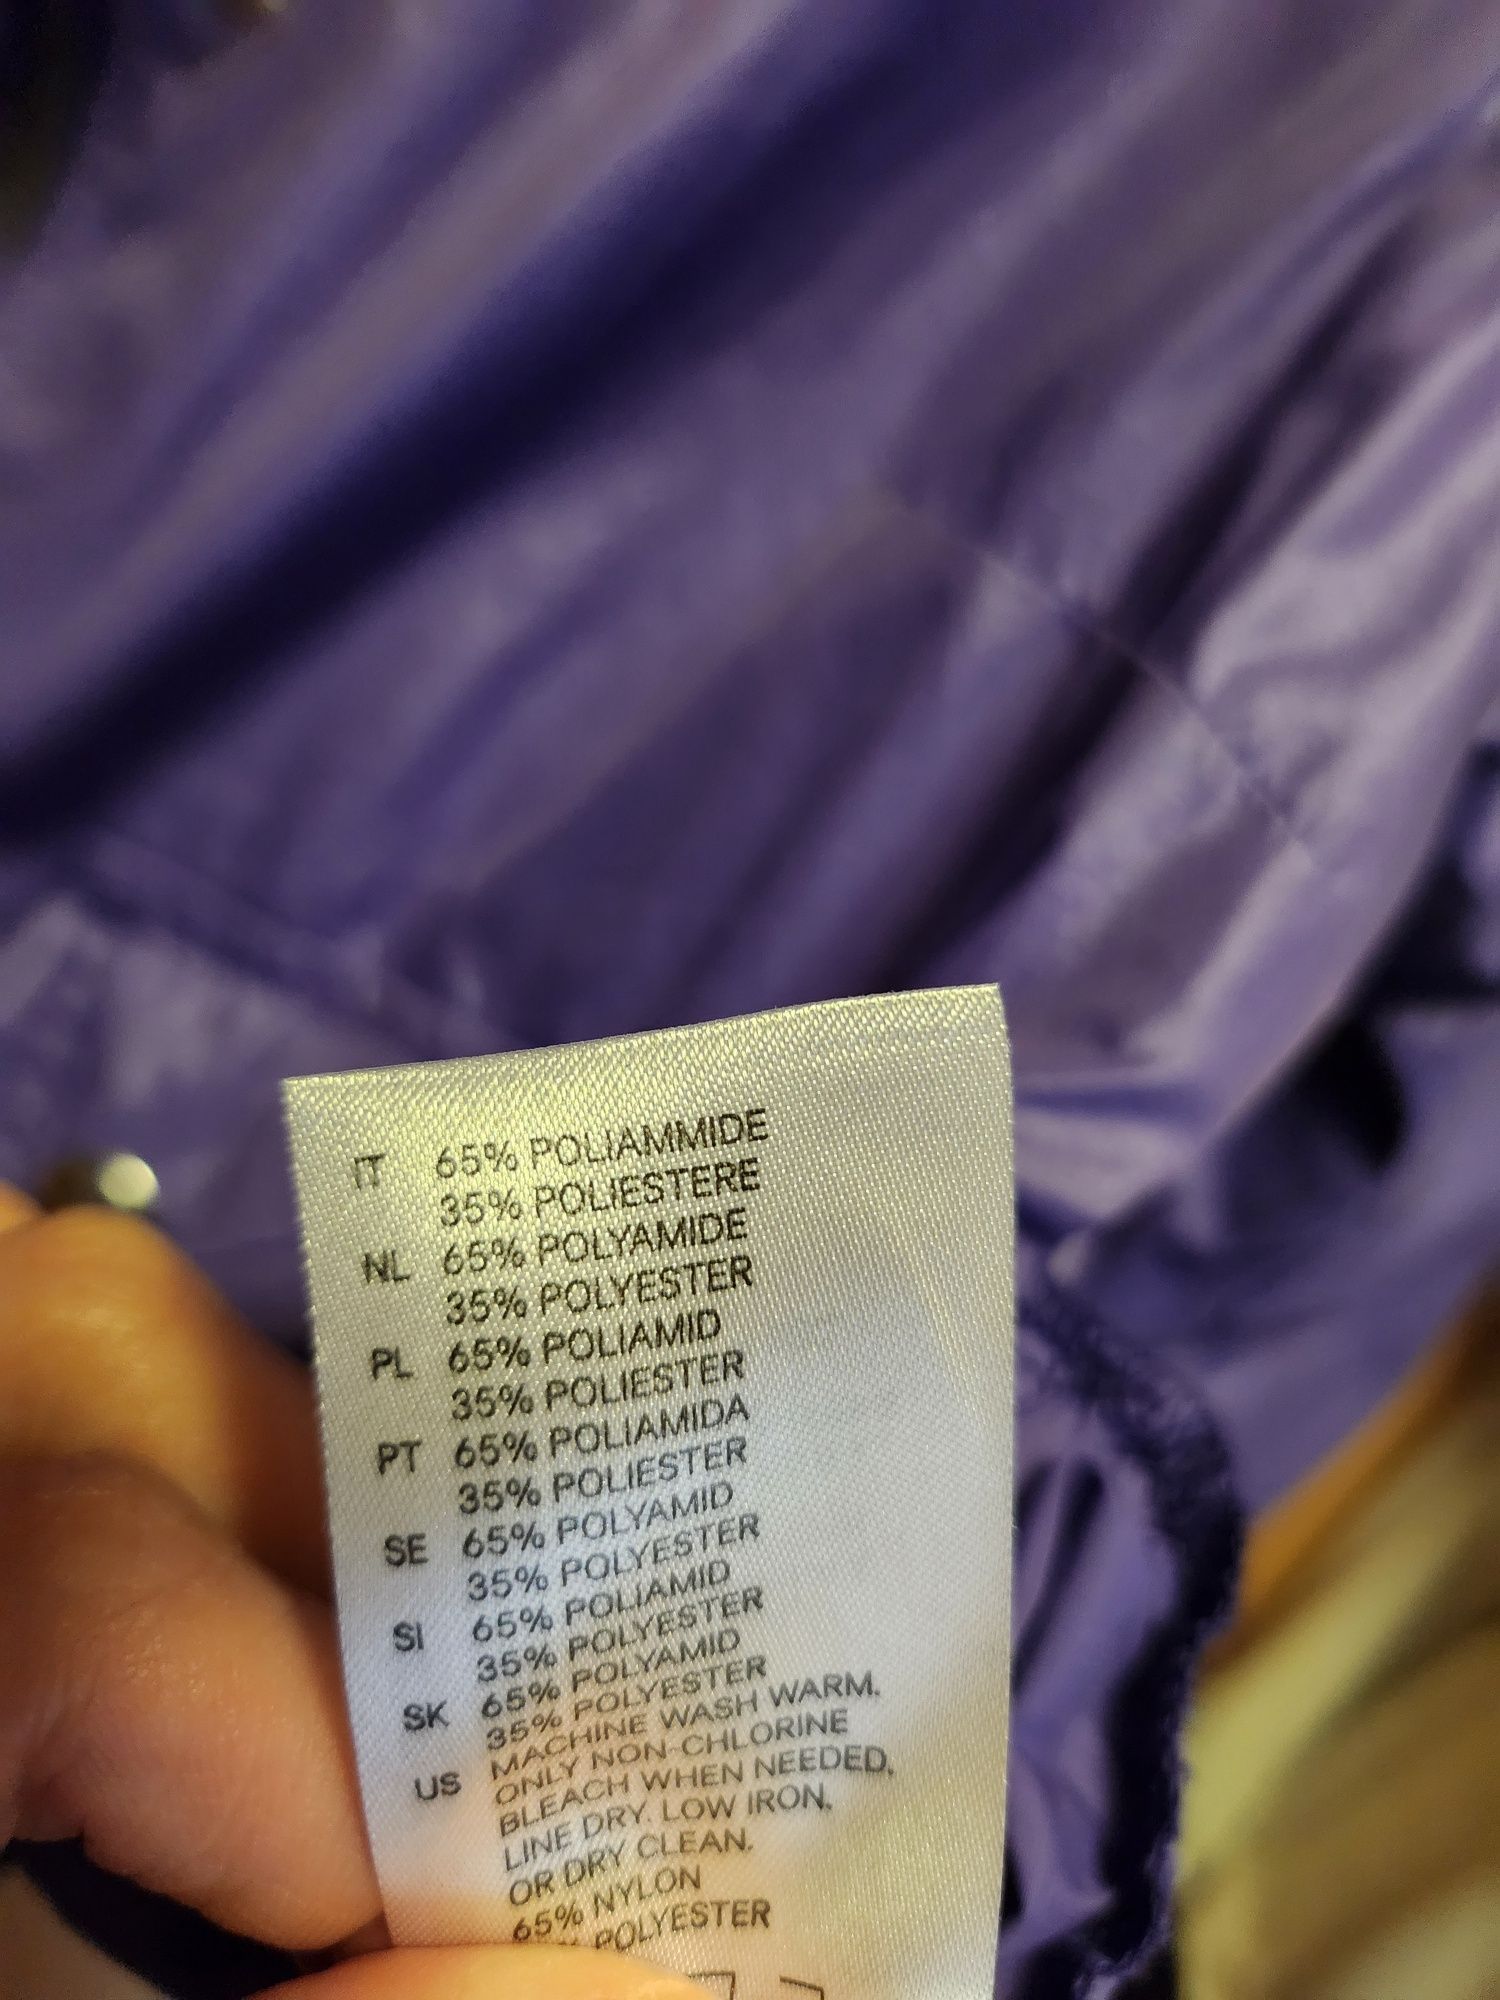 IT 65% POLIAMMIDE
35% POLIESTERE
NL 65% POLYAMIDE
35% POLYESTER
PL 65% POLIAMID
35% POLIESTER
PT 65% POLIAMIDA
35% POLIESTER
SE 65% POLYAMID
35% POLYESTER
SI 65% POLIAMID
35% POLYESTER
SK 65% POLYAMID
35% POLYESTER
US MACHINE WASH WARM.
ONLY NON-CHLORINE
BLEACH WHEN NEEDED.
LINE DRY. LOW IRON.
OR DRY CLEAN.
65% NYLON
% POLYESTER